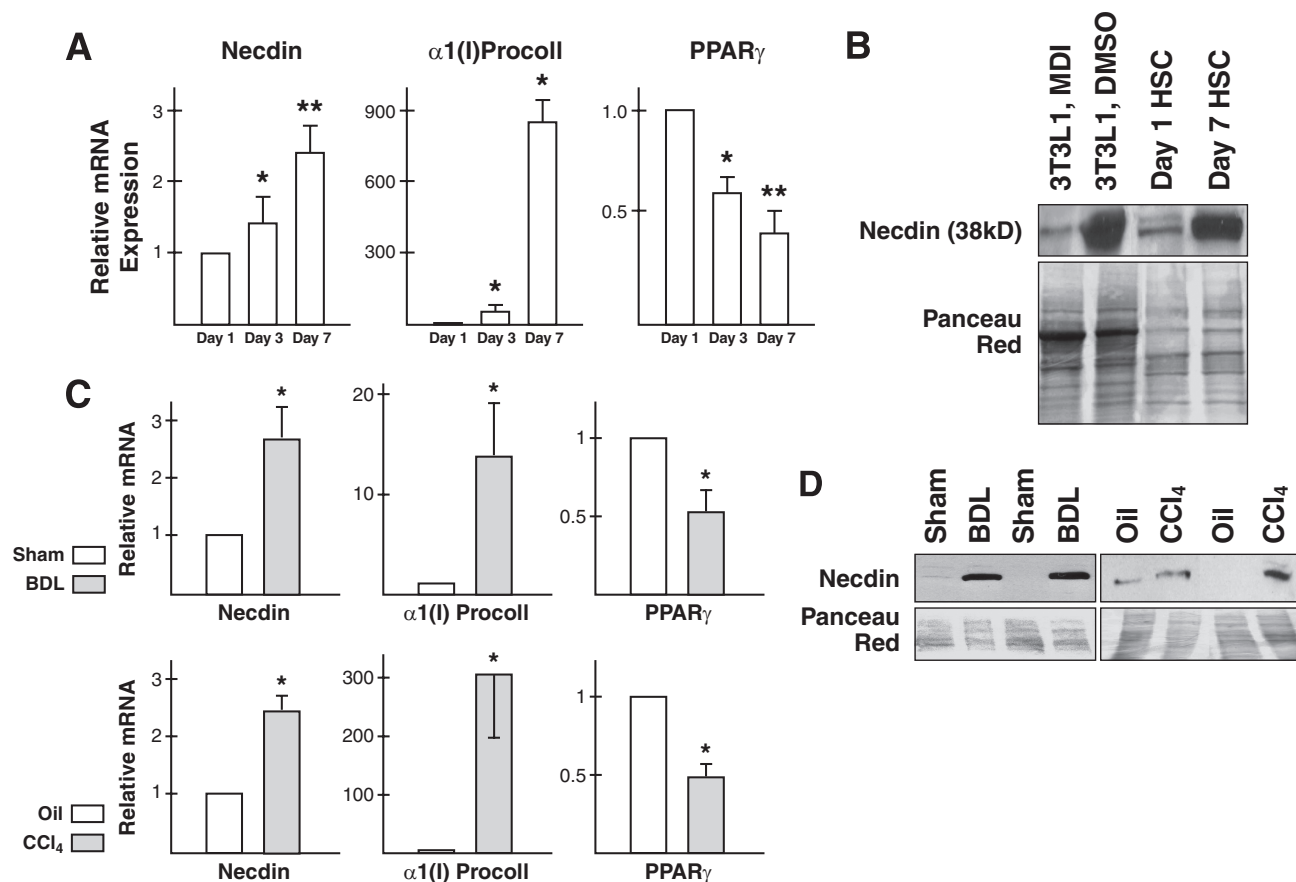 A
Necdin
α1(I)Procoll
PPARγ
Relative mRNA
Expression
3
2
1
Day 1 Day 3 Day 7
* **
900
600
300
Day 1 Day 3 Day 7
* *
1.0
0.5
Day 1 Day 3 Day 7
* **
B
3T3L1, MDI
3T3L1, DMSO
Day 1 HSC
Day 7 HSC
Necdin (38kD)
Panceau
Red
C
Relative mRNA
3
2
1
*
Necdin
20
10
*
α1(I) Procoll
1
0.5
*
PPARγ
Sham
BDL
Relative mRNA
3
2
1
*
Necdin
300
200
100
*
α1(I) Procoll
1
0.5
*
PPARγ
Oil
CCl₄
D
Sham
BDL
Sham
BDL
Oil
CCl₄
Oil
CCl₄
Necdin
Panceau
Red